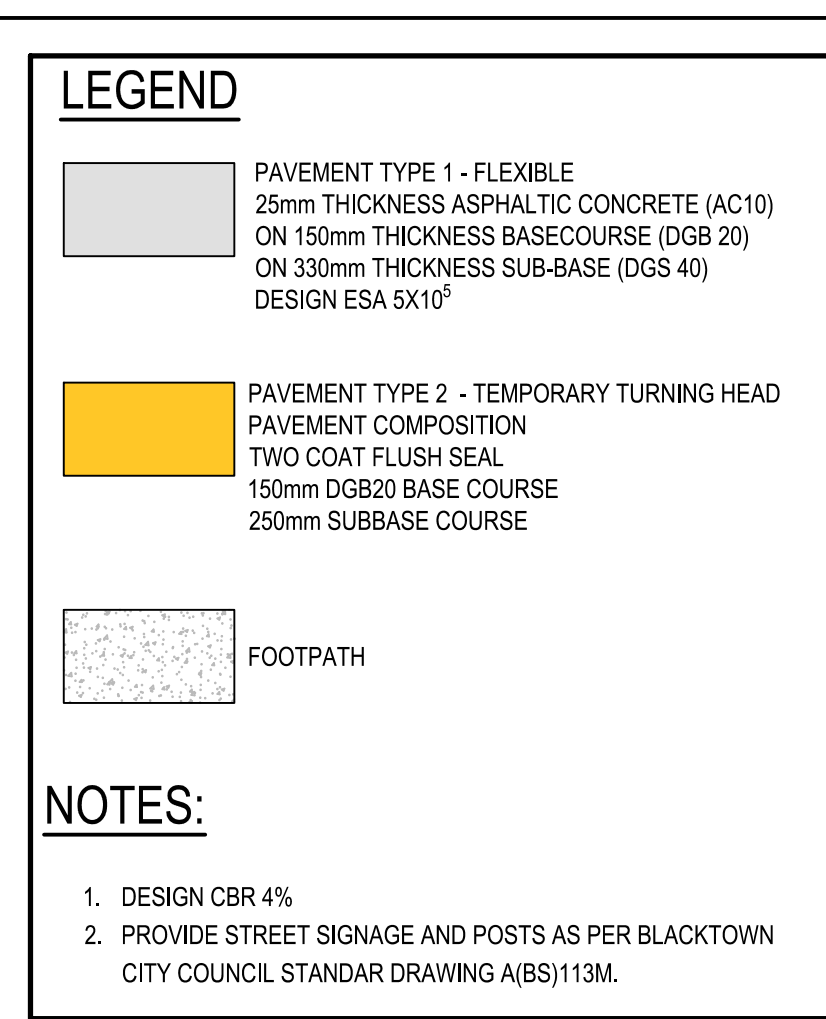 LEGEND
PAVEMENT TYPE 1 - FLEXIBLE
25mm THICKNESS ASPHALTIC CONCRETE (AC10)
ON 150mm THICKNESS BASECOURSE (DGB 20)
ON 330mm THICKNESS SUB-BASE (DGS 40)
DESIGN ESA 5X10⁵
PAVEMENT TYPE 2 - TEMPORARY TURNING HEAD
PAVEMENT COMPOSITION
TWO COAT FLUSH SEAL
150mm DGB20 BASE COURSE
250mm SUBBASE COURSE
FOOTPATH
NOTES:
1. DESIGN CBR 4%
2. PROVIDE STREET SIGNAGE AND POSTS AS PER BLACKTOWN
CITY COUNCIL STANDAR DRAWING A(BS)113M.